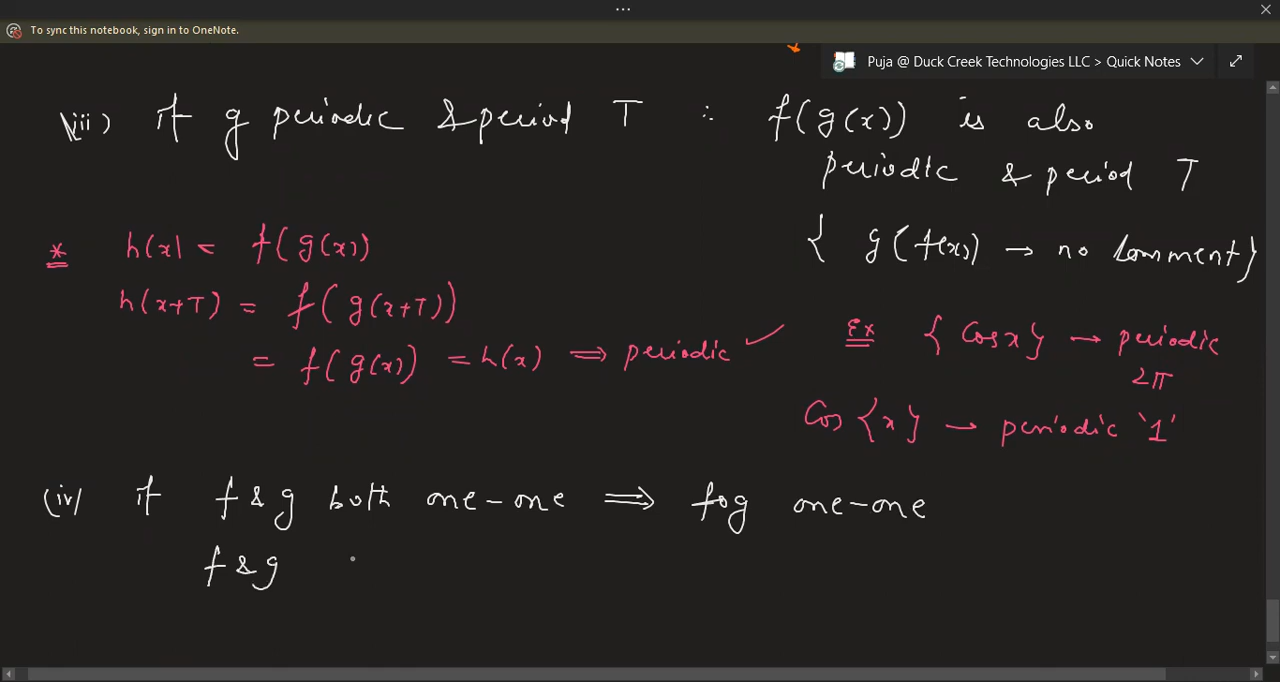 ...
To sync this notebook, sign in to OneNote.
Puja @ Duck Creek Technologies LLC > Quick Notes
(iii) if g periodic & period T ∴ f(g(x)) is also
periodic & period T
{ g(f(x)) → no comment }
* h(x) = f(g(x))
h(x+T) = f(g(x+T))
= f(g(x)) = h(x) ⟹ periodic ✓
Ex { Cos x } → periodic
2π
Cos {x} → periodic '1'
(iv) if f & g both one-one ⟹ fog one-one
f & g